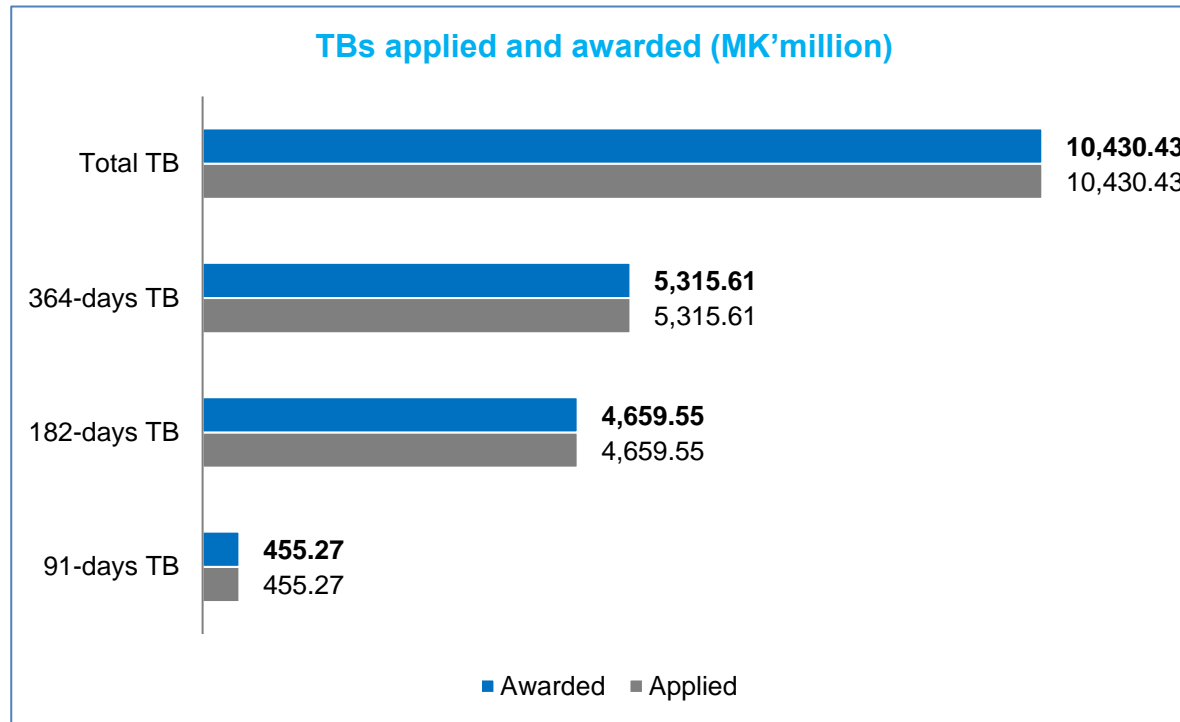 TBs applied and awarded (MK’million)
Total TB
10,430.43
10,430.43
364-days TB
5,315.61
5,315.61
182-days TB
4,659.55
4,659.55
91-days TB
455.27
455.27
Awarded Applied